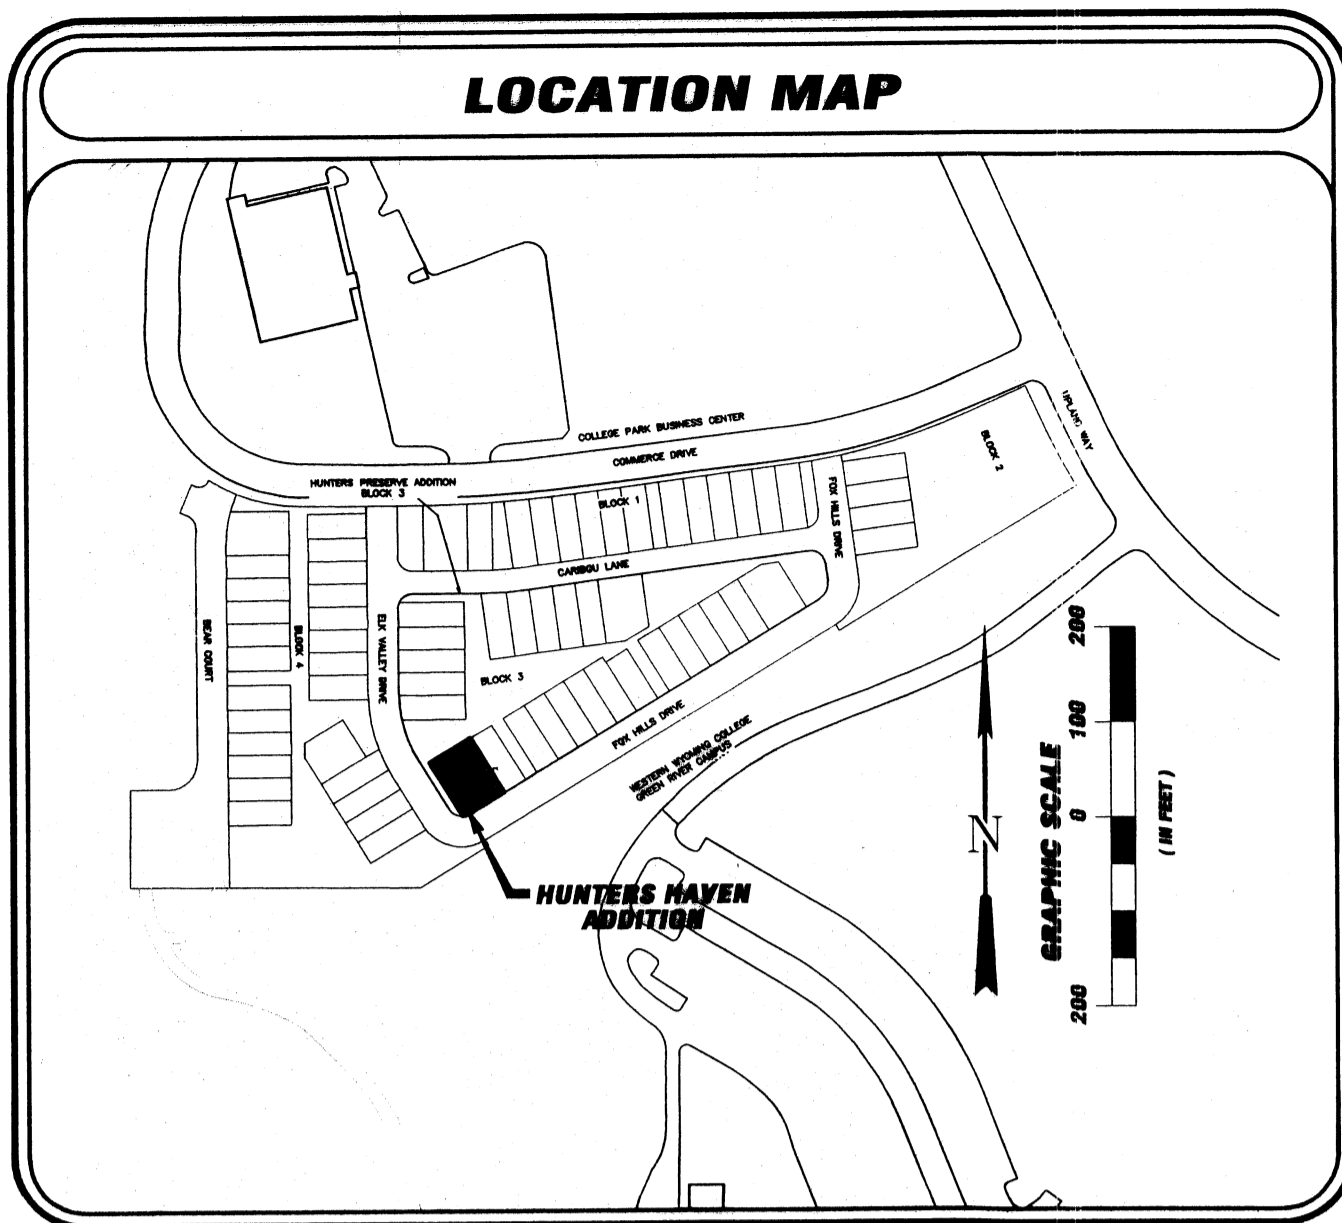 LOCATION MAP
COLLEGE PARK BUSINESS CENTER
COMMERCE DRIVE
UPLAND WAY
BLOCK 2
HUNTERS PRESERVE ADDITION
BLOCK 3
BLOCK 1
FOX HILLS DRIVE
CARIBOU LANE
BEAR COURT
BLOCK 4
ELK VALLEY DRIVE
BLOCK 3
FOX HILLS DRIVE
WESTERN WYOMING COLLEGE
GREEN RIVER CAMPUS
HUNTERS HAVEN
ADDITION
N
GRAPHIC SCALE
200
100
0
200
( IN FEET )